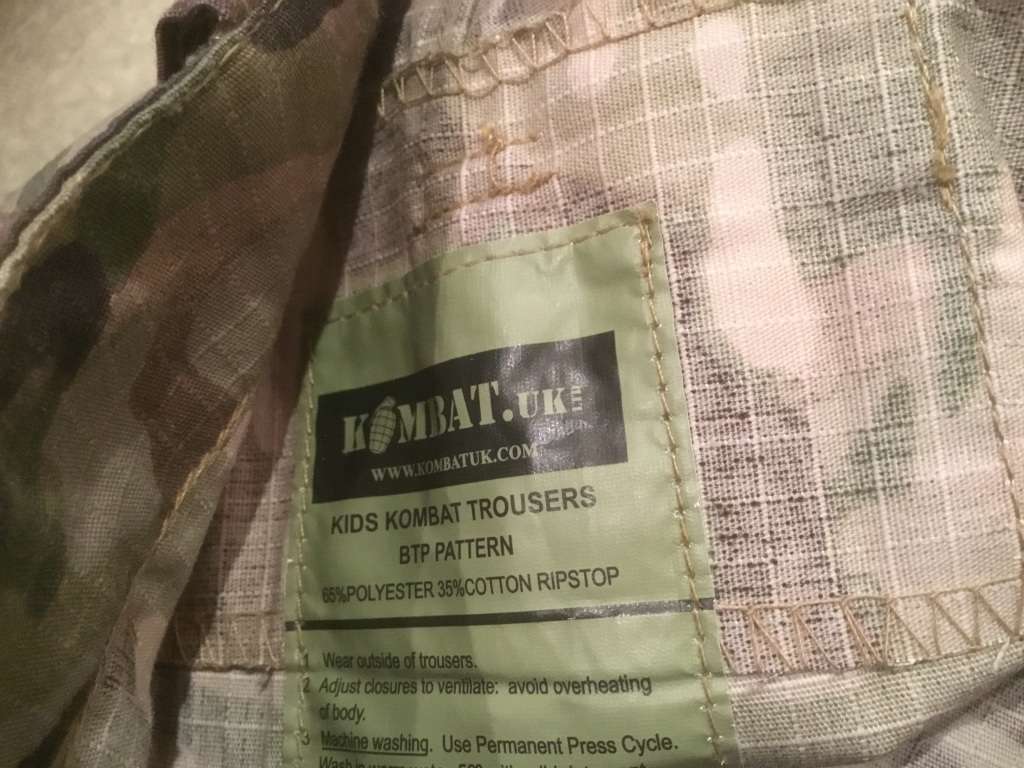 KOMBAT.UK LTD
WWW.KOMBATUK.COM
KIDS KOMBAT TROUSERS
BTP PATTERN
65%POLYESTER 35%COTTON RIPSTOP
1 Wear outside of trousers.
2 Adjust closures to ventilate: avoid overheating
of body.
3 Machine washing. Use Permanent Press Cycle.